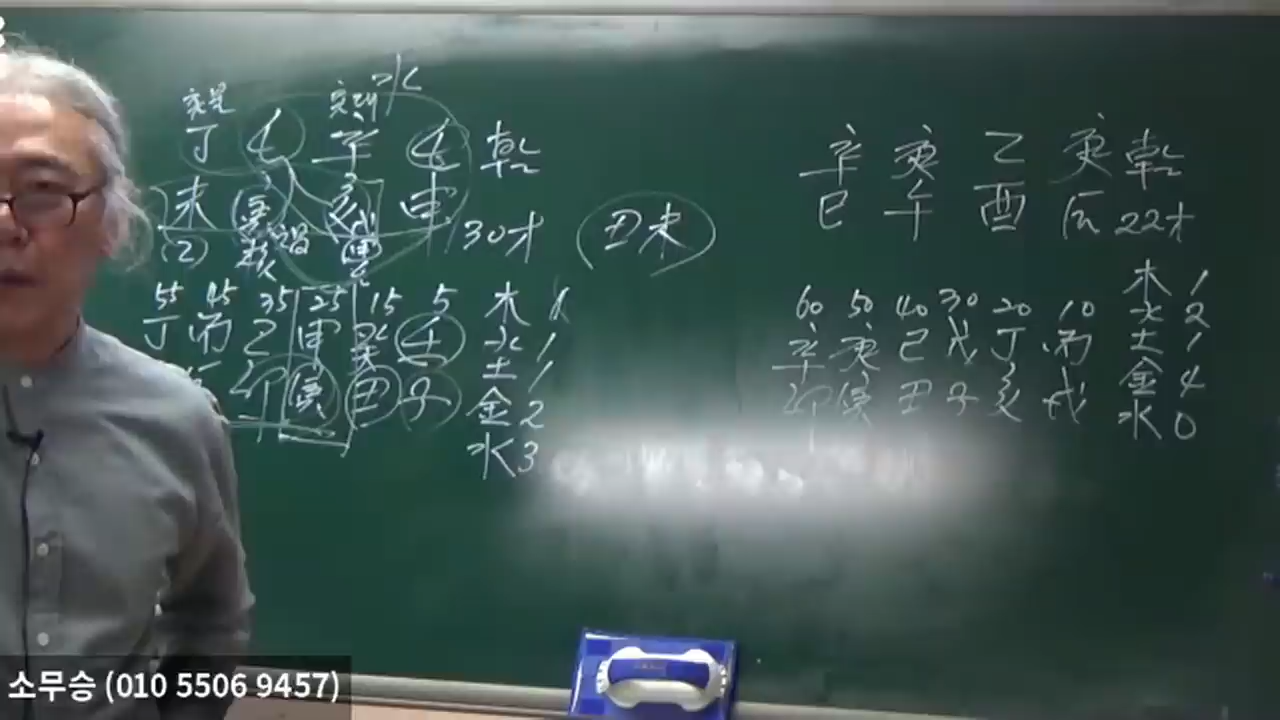 水
丁 壬 辛 壬 乾
未 寅 亥 申 30才
(2)
55 45 35 25 15 5
丁 丙 乙 甲 癸 壬
卯 寅 丑 子
木 1
火 1
土 1
金 2
水 3
丑未
辛 庚 乙 庚 乾
巳 午 酉 辰 22才
60 50 40 30 20 10
辛 庚 己 戊 丁 丙
卯 寅 丑 子 亥 戌
木 1
火 2
土 1
金 4
水 0
소무승 (010 5506 9457)